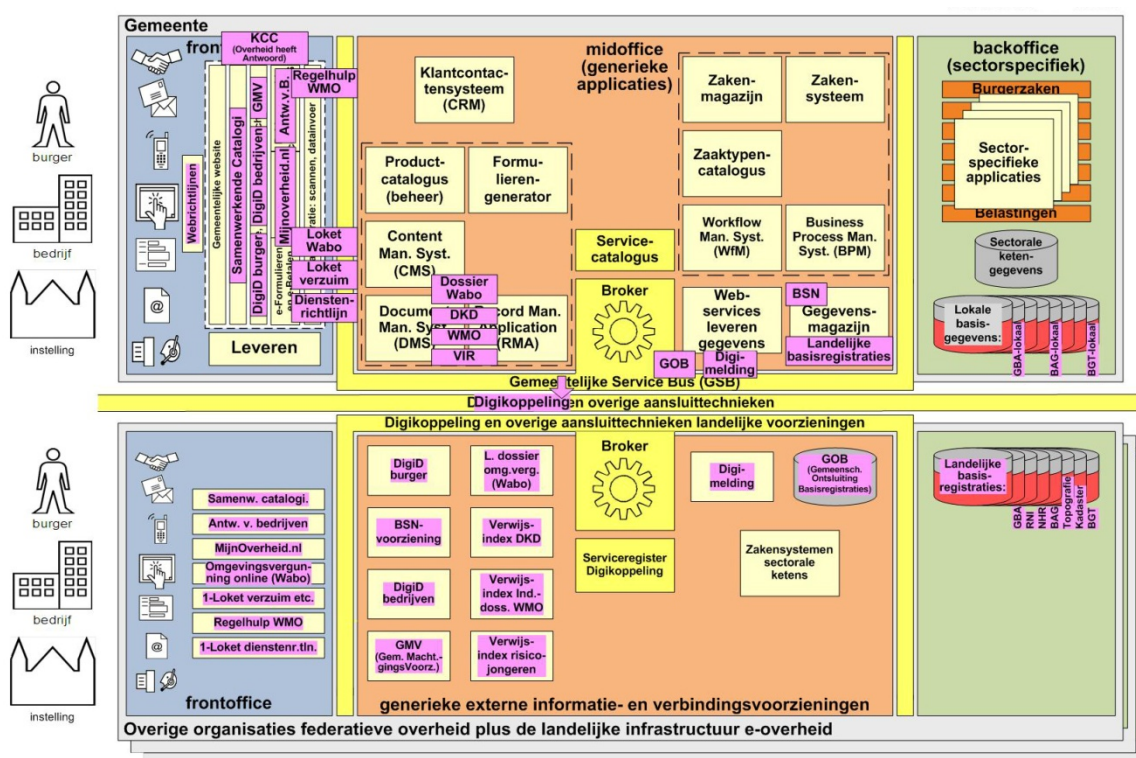 Gemeente
frontoffice
KCC
(Overheid heeft
Antwoord)
Regelhulp
WMO
burger
bedrijf
instelling
Webrichtlijnen
Gemeentelijke website
Samenwerkende Catalogi
DigiD burger
DigiD bedrijven
GMV
e-Formulieren
en e-Betalen
Mijnoverheid.nl
Antw.v.B.
scannen, datainvoer
Loket
Wabo
Loket
verzuim
Diensten-
richtlijn
Leveren
midoffice
(generieke
applicaties)
Klantcontac-
tensysteem
(CRM)
Product-
catalogus
(beheer)
Formu-
lieren-
generator
Content
Man. Syst.
(CMS)
Dossier
Wabo
DKD
WMO
VIR
Document
Man. Syst.
(DMS)
Record Man.
Application
(RMA)
Zaken-
magazijn
Zaken-
systeem
Zaaktypen-
catalogus
Workflow
Man. Syst.
(WfM)
Business
Process Man.
Syst. (BPM)
Service-
catalogus
Broker
Web-
services
leveren
gegevens
BSN
Gegevens-
magazijn
Landelijke
basisregistraties
GOB
Digi-
melding
Gemeentelijke Service Bus (GSB)
backoffice
(sectorspecifiek)
Burgerzaken
Sector-
specifieke
applicaties
Belastingen
Sectorale
keten-
gegevens
Lokale
basis-
gegevens:
GBA-lokaal
BAG-lokaal
BGT-lokaal
Digikoppeling en overige aansluittechnieken
Digikoppeling en overige aansluittechnieken landelijke voorzieningen
burger
bedrijf
instelling
Samenw. catalogi.
Antw. v. bedrijven
MijnOverheid.nl
Omgevingsvergun-
ning online (Wabo)
1-Loket verzuim etc.
Regelhulp WMO
1-Loket dienstenr.tln.
frontoffice
DigiD
burger
L. dossier
omg.verg.
(Wabo)
BSN-
voorziening
Verwijs-
index DKD
DigiD
bedrijven
Verwijs-
index Ind.-
doss. WMO
GMV
(Gem. Macht.-
gingsVoorz.)
Verwijs-
index risico-
jongeren
Broker
Serviceregister
Digikoppeling
Digi-
melding
GOB
(Gemeensch.
Ontsluiting
Basisregistraties)
Zakensystemen
sectorale
ketens
generieke externe informatie- en verbindingsvoorzieningen
Landelijke
basis-
registraties:
GBA
RNI
NHR
BAG
Topografie
Kadaster
BGT
Overige organisaties federatieve overheid plus de landelijke infrastructuur e-overheid